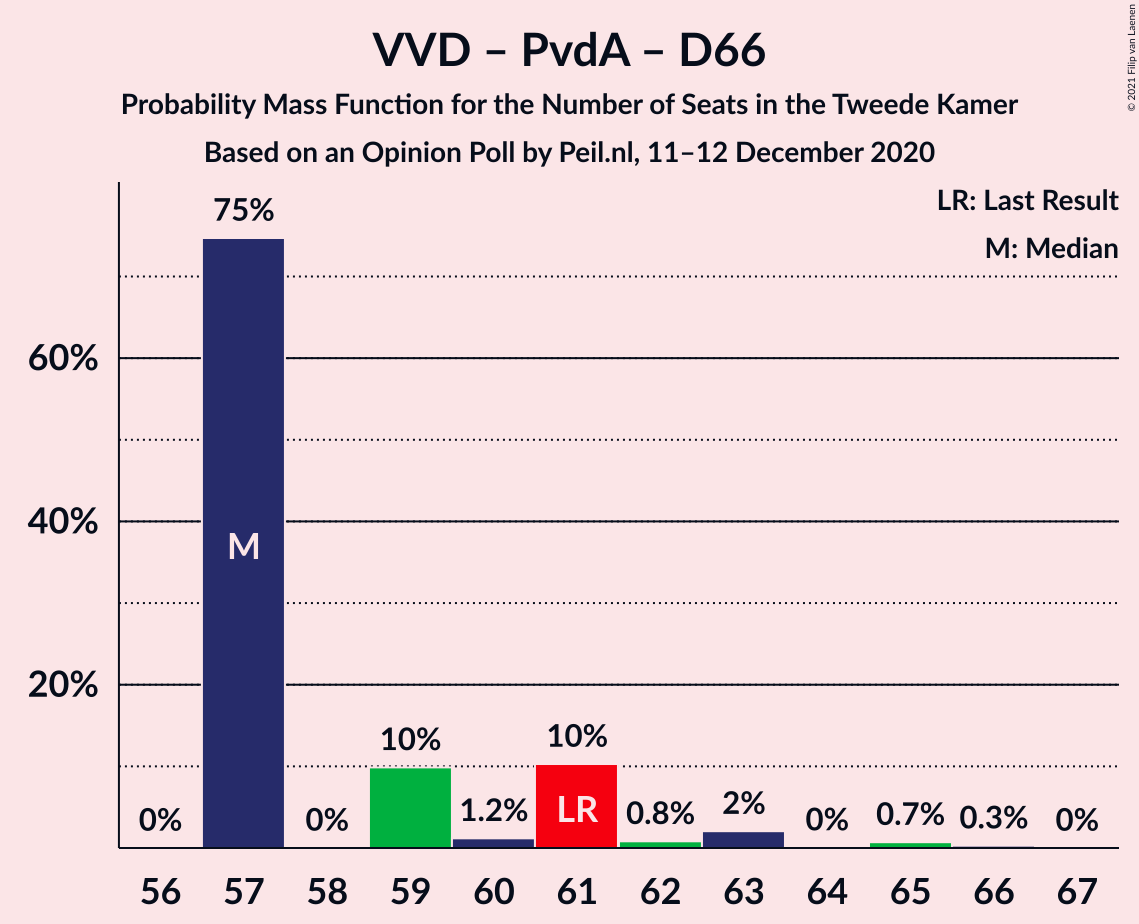 VVD – PvdA – D66
Probability Mass Function for the Number of Seats in the Tweede Kamer
Based on an Opinion Poll by Peil.nl, 11–12 December 2020
© 2021 Filip van Laenen
LR: Last Result
M: Median
60%
40%
20%
0%
75%
0%
10%
1.2%
10%
0.8%
2%
0%
0.7%
0.3%
0%
M
LR
56 57 58 59 60 61 62 63 64 65 66 67